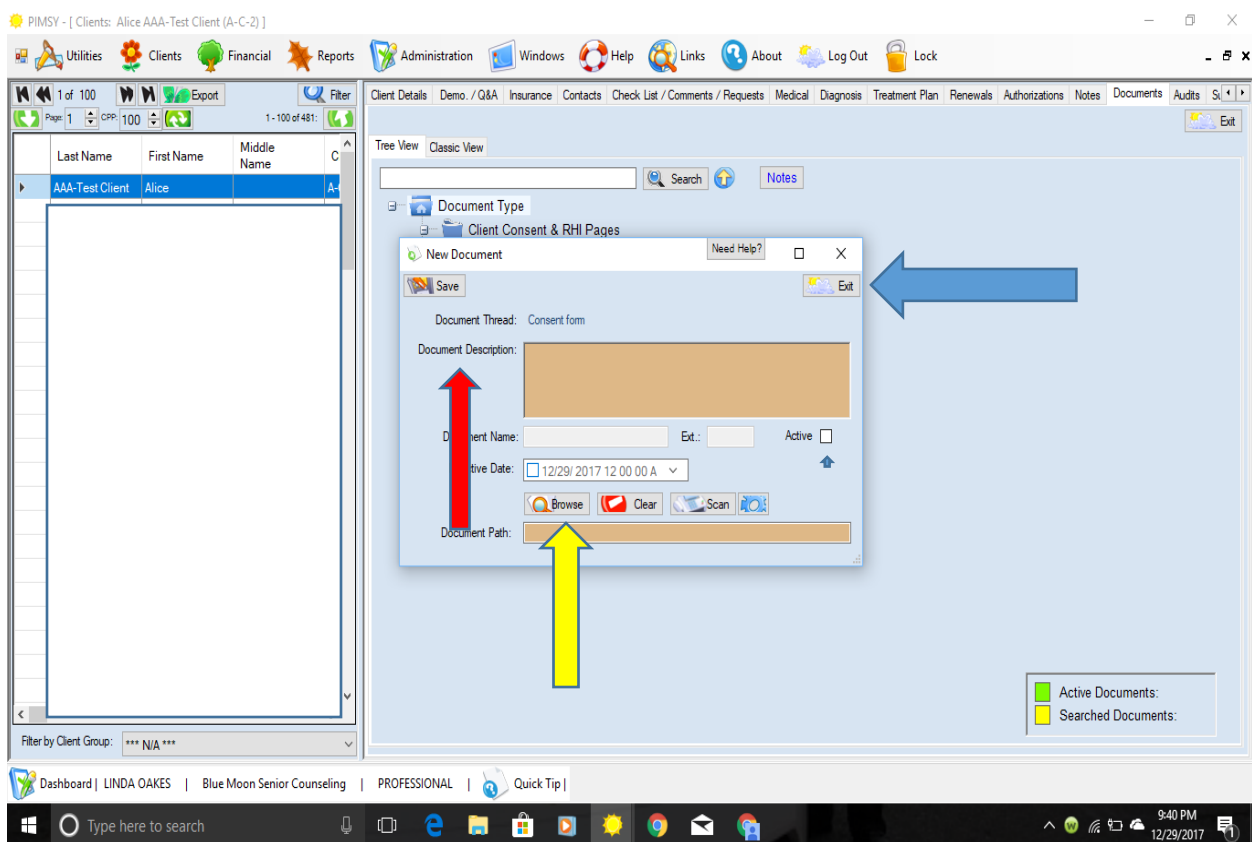 PIMSY - [ Clients: Alice AAA-Test Client (A-C-2) ]
Utilities Clients Financial Reports Administration Windows Help Links About Log Out Lock
1 of 100 Export Filter
Page: 1 CPP: 100 1 - 100 of 481:
Last Name First Name Middle Name C
AAA-Test Client Alice A-
Filter by Client Group: *** N/A ***
Client Details Demo. / Q&A Insurance Contacts Check List / Comments / Requests Medical Diagnosis Treatment Plan Renewals Authorizations Notes Documents Audits
Exit
Tree View Classic View
Search Notes
Document Type
Client Consent & RHI Pages
New Document Need Help?
Save Exit
Document Thread: Consent form
Document Description:
D ment Name: Ext.: Active
tive Date: 12/29/ 2017 12 00 00 A
Browse Clear Scan
Document Path:
Active Documents:
Searched Documents:
Dashboard | LINDA OAKES | Blue Moon Senior Counseling | PROFESSIONAL | Quick Tip |
Type here to search
9:40 PM
12/29/2017